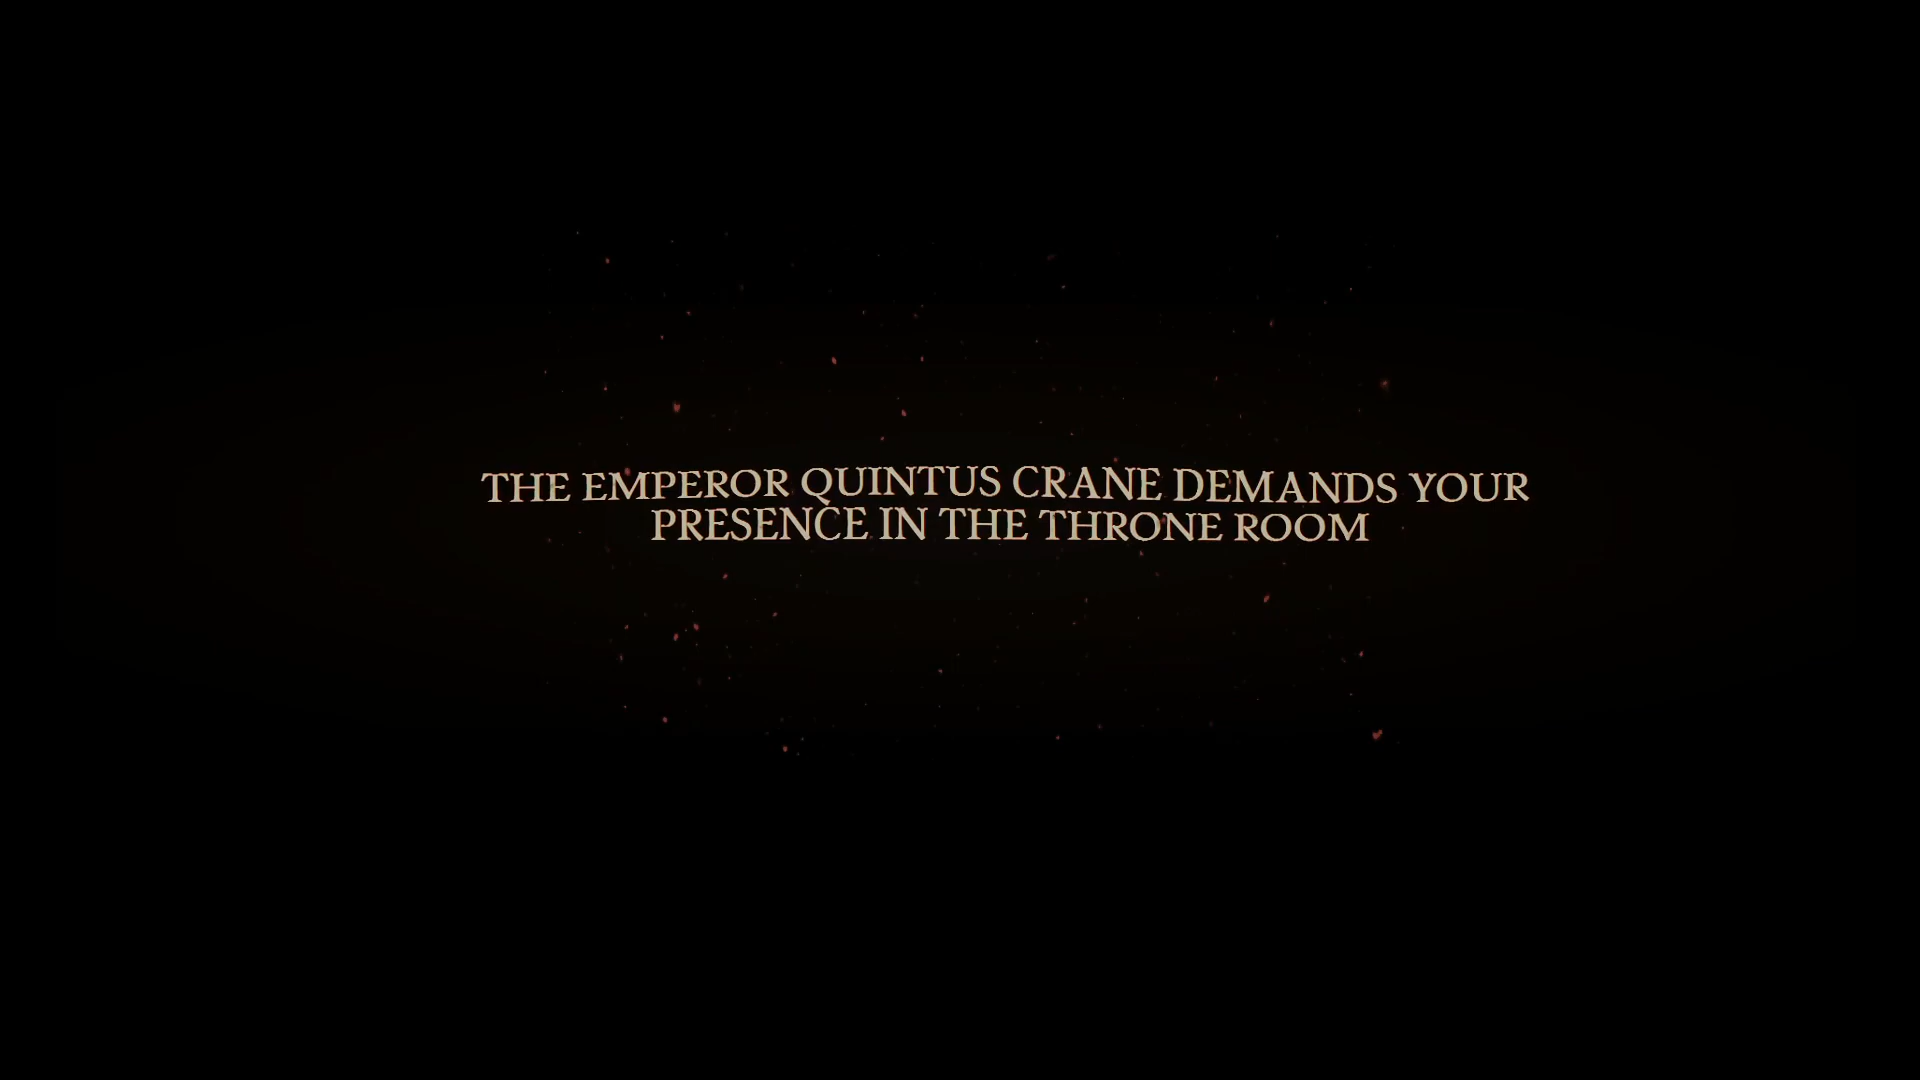 THE EMPEROR QUINTUS CRANE DEMANDS YOUR
PRESENCE IN THE THRONE ROOM